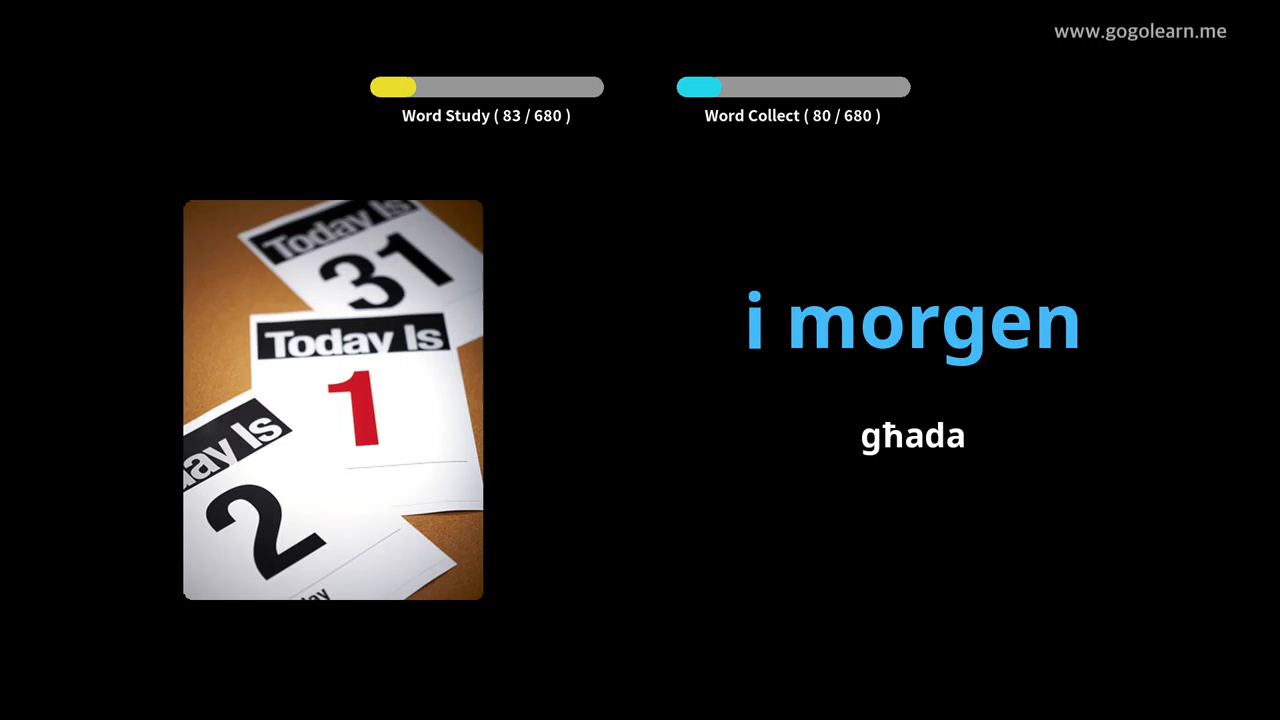 www.gogolearn.me
Word Study ( 83 / 680 )
Word Collect ( 80 / 680 )
Today Is
31
Today Is
1
ay Is
2
ay
i morgen
għada